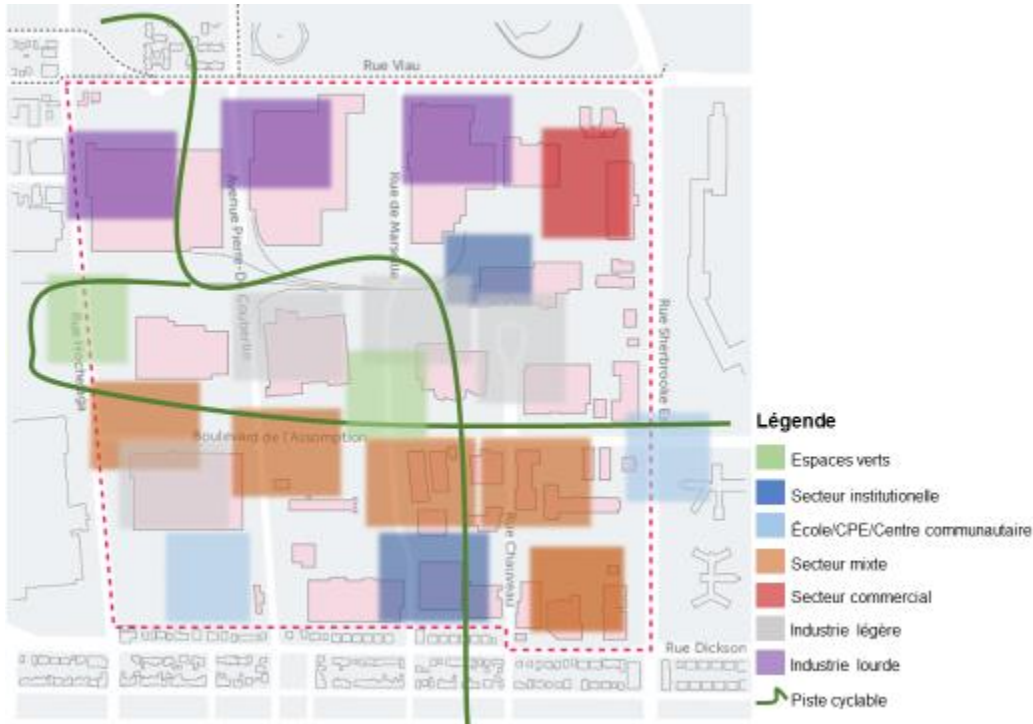 Rue Viau
Avenue Pierre-De Coubertin
Rue de Marseille
Rue Hochelaga
Rue Sherbrooke E
Boulevard de l'Assomption
Rue Chauveau
Rue Dickson
Légende
Espaces verts
Secteur institutionelle
École/CPE/Centre communautaire
Secteur mixte
Secteur commercial
Industrie légère
Industrie lourde
Piste cyclable